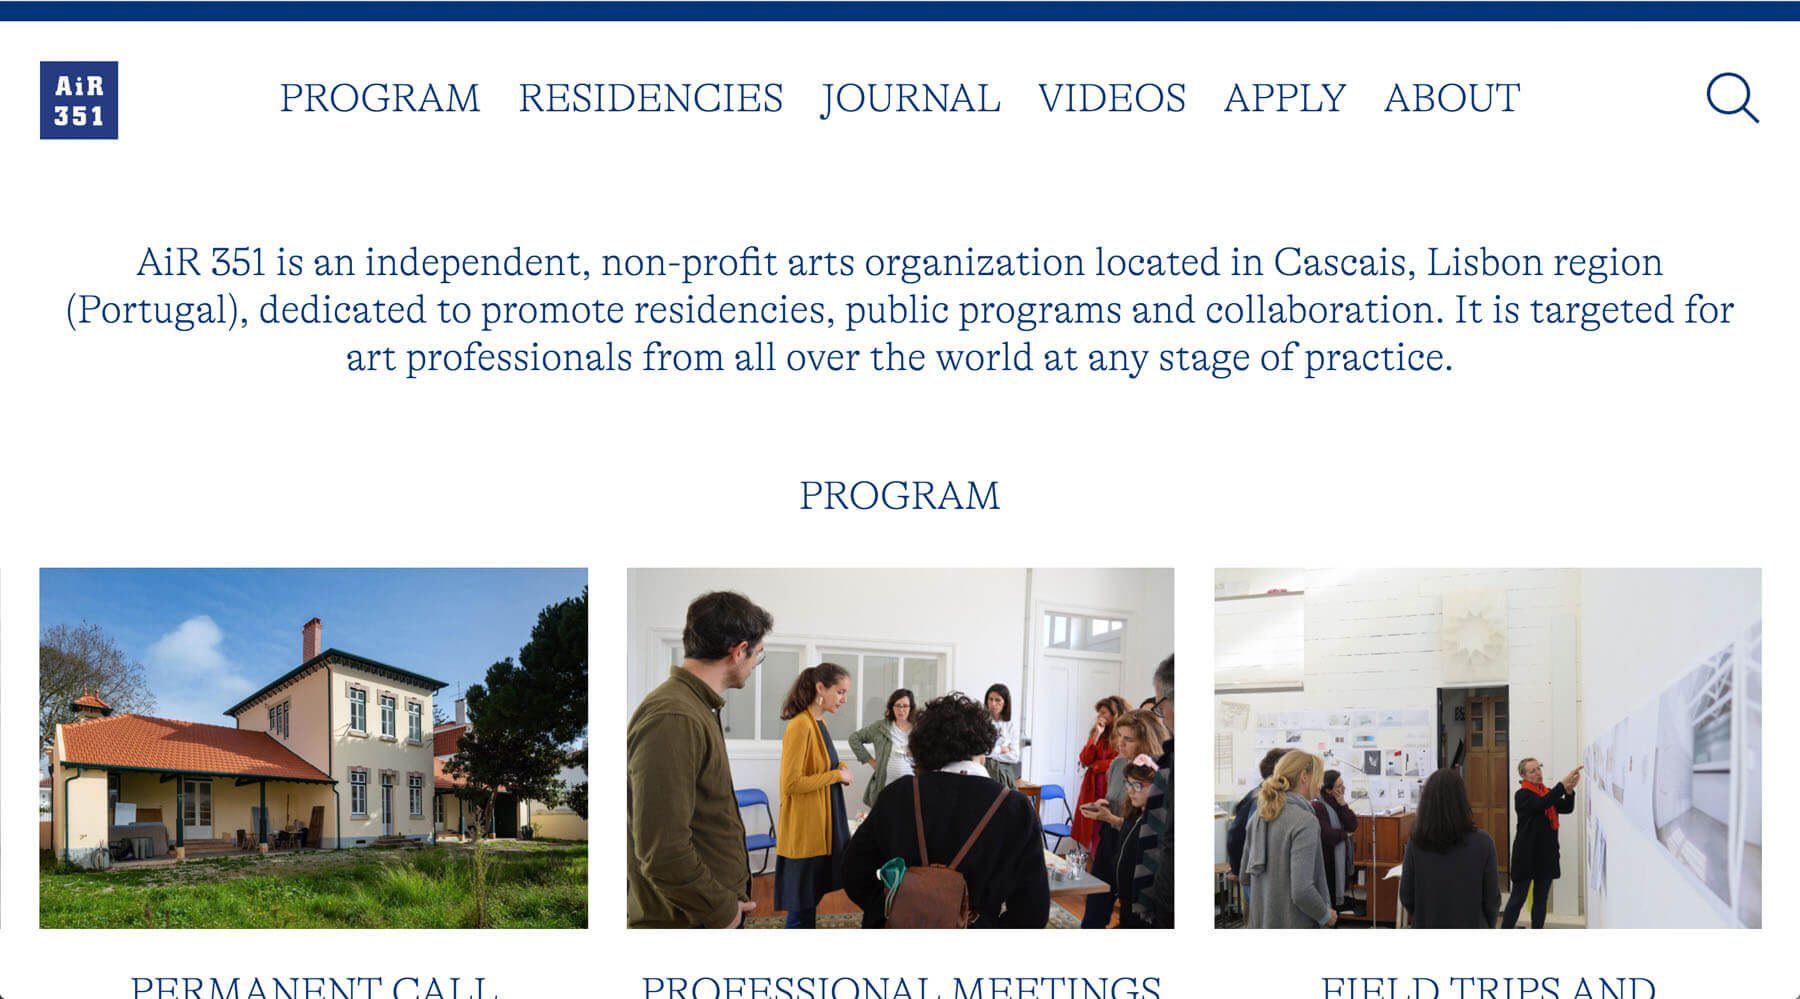 AiR
351
PROGRAM RESIDENCIES JOURNAL VIDEOS APPLY ABOUT
AiR 351 is an independent, non-profit arts organization located in Cascais, Lisbon region
(Portugal), dedicated to promote residencies, public programs and collaboration. It is targeted for
art professionals from all over the world at any stage of practice.
PROGRAM
PERMANENT CALL
PROFESSIONAL MEETINGS
FIELD TRIPS AND